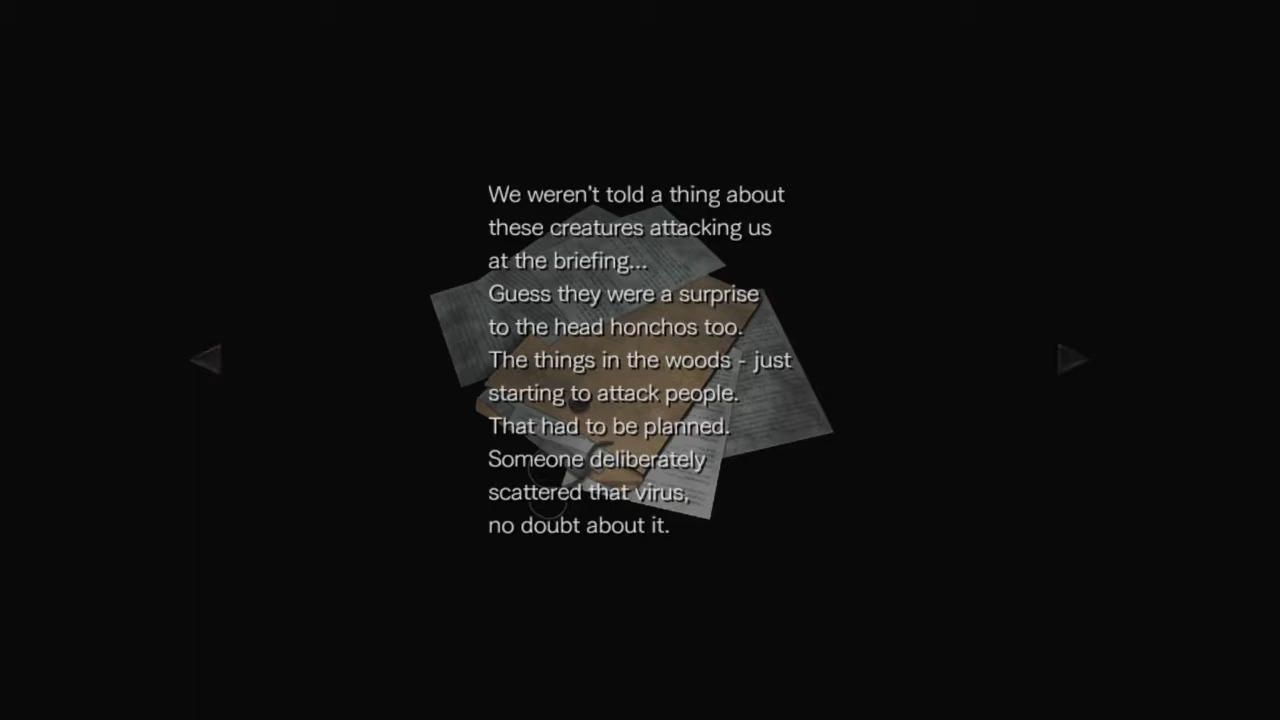 We weren't told a thing about
these creatures attacking us
at the briefing...
Guess they were a surprise
to the head honchos too.
The things in the woods - just
starting to attack people.
That had to be planned.
Someone deliberately
scattered that virus,
no doubt about it.